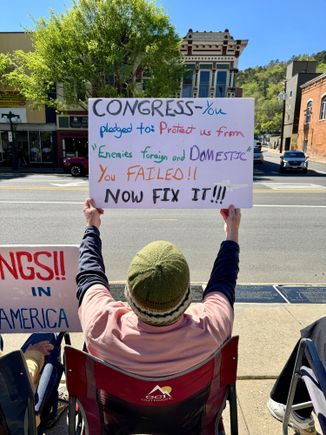 CONGRESS-You
pledged to: Protect us from
"Enemies foreign and DOMESTIC"
You FAILED!!
NOW FIX IT!!!
NGS!!
IN
AMERICA